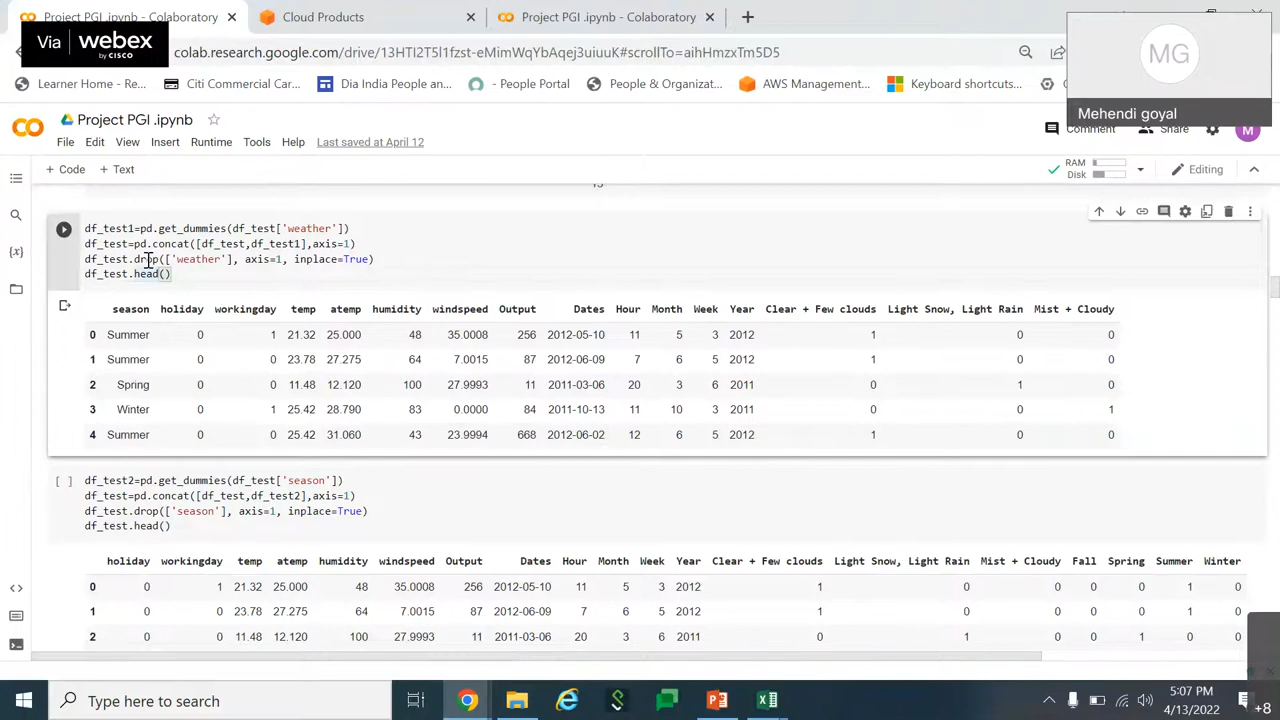 Project PGI .ipynb - Colaboratory
Cloud Products
Project PGI .ipynb - Colaboratory
Via webex
by CISCO
colab.research.google.com/drive/13HTI2T5l1fzst-eMimWqYbAqej3uiuuK#scrollTo=aihHmzxTm5D5
MG
Mehendi goyal
Learner Home - Re...
Citi Commercial Car...
Dia India People an...
- People Portal
People & Organizat...
AWS Management...
Keyboard shortcuts...
Project PGI .ipynb
Comment
Share
M
File Edit View Insert Runtime Tools Help Last saved at April 12
+ Code + Text
RAM
Disk
Editing
df_test1=pd.get_dummies(df_test['weather'])
df_test=pd.concat([df_test,df_test1],axis=1)
df_test.drop(['weather'], axis=1, inplace=True)
df_test.head()
season holiday workingday temp atemp humidity windspeed Output Dates Hour Month Week Year Clear + Few clouds Light Snow, Light Rain Mist + Cloudy
0 Summer 0 1 21.32 25.000 48 35.0008 256 2012-05-10 11 5 3 2012 1 0 0
1 Summer 0 0 23.78 27.275 64 7.0015 87 2012-06-09 7 6 5 2012 1 0 0
2 Spring 0 0 11.48 12.120 100 27.9993 11 2011-03-06 20 3 6 2011 0 1 0
3 Winter 0 1 25.42 28.790 83 0.0000 84 2011-10-13 11 10 3 2011 0 0 1
4 Summer 0 0 25.42 31.060 43 23.9994 668 2012-06-02 12 6 5 2012 1 0 0
[ ]
df_test2=pd.get_dummies(df_test['season'])
df_test=pd.concat([df_test,df_test2],axis=1)
df_test.drop(['season'], axis=1, inplace=True)
df_test.head()
holiday workingday temp atemp humidity windspeed Output Dates Hour Month Week Year Clear + Few clouds Light Snow, Light Rain Mist + Cloudy Fall Spring Summer Winter
0 0 1 21.32 25.000 48 35.0008 256 2012-05-10 11 5 3 2012 1 0 0 0 0 1 0
1 0 0 23.78 27.275 64 7.0015 87 2012-06-09 7 6 5 2012 1 0 0 0 0 1 0
2 0 0 11.48 12.120 100 27.9993 11 2011-03-06 20 3 6 2011 0 1 0 0 1 0 0
Type here to search
5:07 PM
4/13/2022
+8